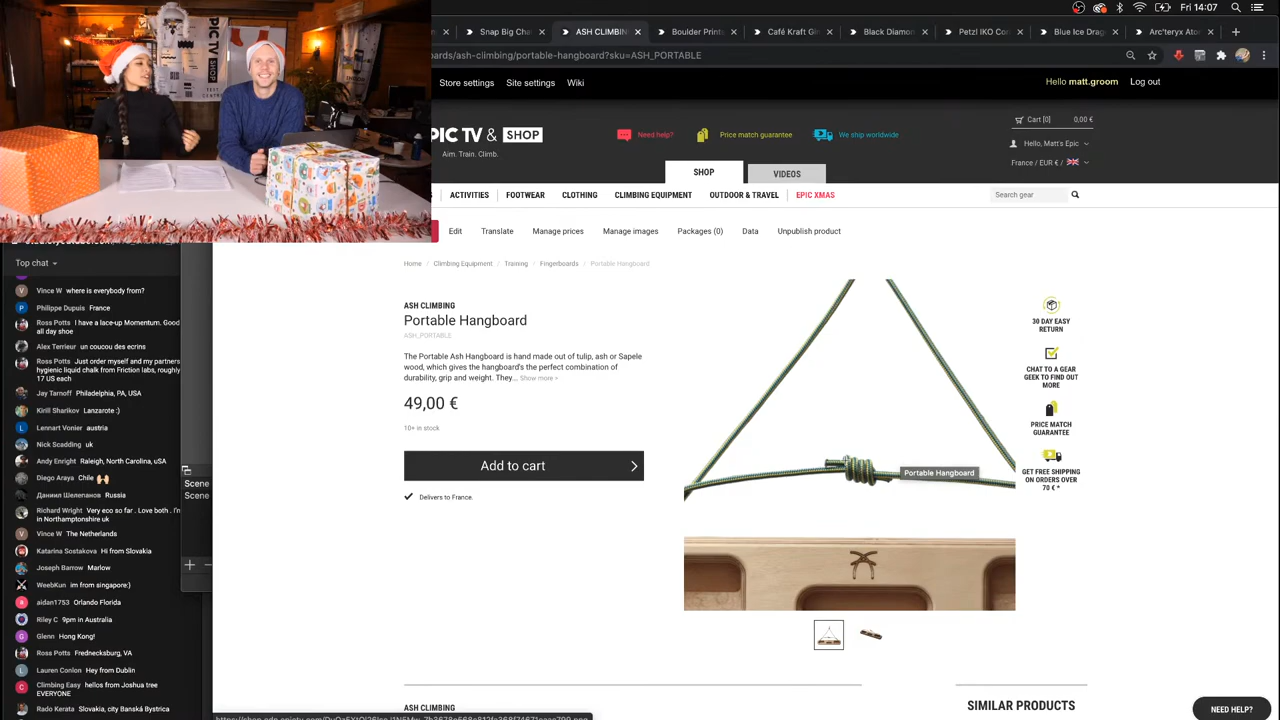 Snap Big Cha
ASH CLIMBIN
Boulder Prints
Café Kraft
Black Diamon
Petzl IKO Cor
Blue Ice Drag
Arc'teryx Ato
ards/portable-hangboard?sku=ASH_PORTABLE
Store settings
Site settings
Wiki
Hello matt.groom
Log out
PIC TV & SHOP
Aim. Train. Climb.
Need help?
Price match guarantee
We ship worldwide
Cart [0]
0,00 €
Hello, Matt's Epic
France / EUR € /
SHOP
VIDEOS
ACTIVITIES
FOOTWEAR
CLOTHING
CLIMBING EQUIPMENT
OUTDOOR & TRAVEL
EPIC XMAS
Search gear
Edit
Translate
Manage prices
Manage images
Packages (0)
Data
Unpublish product
Home / Climbing Equipment / Training / Fingerboards / Portable Hangboard
ASH CLIMBING
Portable Hangboard
ASH_PORTABLE
The Portable Ash Hangboard is hand made out of tulip, ash or Sapele
wood, which gives the hangboard's the perfect combination of
durability, grip and weight. They... Show more >
49,00 €
10+ in stock
Add to cart
Delivers to France.
Portable Hangboard
30 DAY EASY
RETURN
CHAT TO A GEAR
GEEK TO FIND OUT
MORE
PRICE MATCH
GUARANTEE
GET FREE SHIPPING
ON ORDERS OVER
70 € *
ASH CLIMBING
SIMILAR PRODUCTS
NEED HELP?
Top chat
Vince W where is everybody from?
Philippe Dupuis France
Ross Potts I have a lace-up Momentum. Good
all day shoe
Alex Terrieur un coucou des ecrins
Ross Potts Just order myself and my partners
hygienic liquid chalk from Friction labs, roughly
17 US each
Jay Tarnoff Philadelphia, PA, USA
Kirill Sharikov Lanzarote :)
Lennart Vonier austria
Nick Scadding uk
Andy Enright Raleigh, North Carolina, uSA
Diego Araya Chile
Даниил Шелепанов Russia
Richard Wright Very eco so far . Love both . I'm
in Northamptonshire uk
Vince W The Netherlands
Katarina Sostakova Hi from Slovakia
Joseph Barrow Marlow
WeebKun im from singapore:)
aidan1753 Orlando Florida
Riley C 9pm in Australia
Glenn Hong Kong!
Ross Potts Frednecksburg, VA
Lauren Conlon Hey from Dublin
Climbing Easy hellos from Joshua tree
EVERYONE
Rado Kerata Slovakia, city Banská Bystrica
Scene
Scene
PIC TV SHOP
TEST
CENTRE